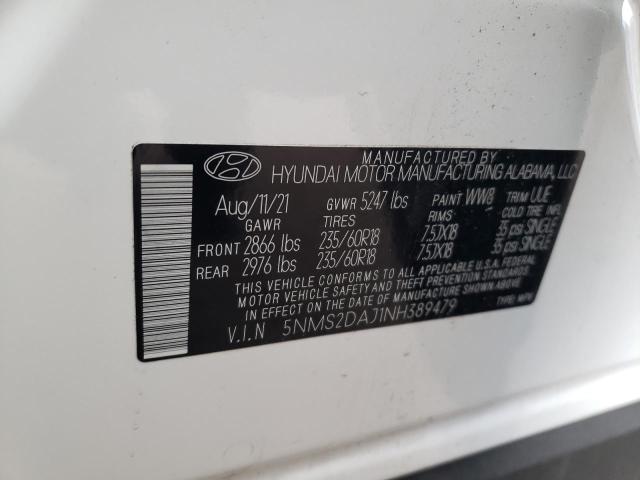 MANUFACTURED BY
HYUNDAI MOTOR MANUFACTURING ALABAMA, LLC
Aug/11/21 GVWR 5247 lbs PAINT WW8 TRIM UUE
GAWR TIRES RIMS COLD TIRE INFL
FRONT 2866 lbs 235/60R18 7.5JX18 35 psi SINGLE
REAR 2976 lbs 235/60R18 7.5JX18 35 psi SINGLE
THIS VEHICLE CONFORMS TO ALL APPLICABLE U.S.A FEDERAL
MOTOR VEHICLE SAFETY AND THEFT PREVENTION STANDARDS
IN EFFECT ON THE DATE OF MANUFACTURE SHOWN ABOVE.
V.I.N 5NMS2DAJ1NH389479 TYPE: MPV